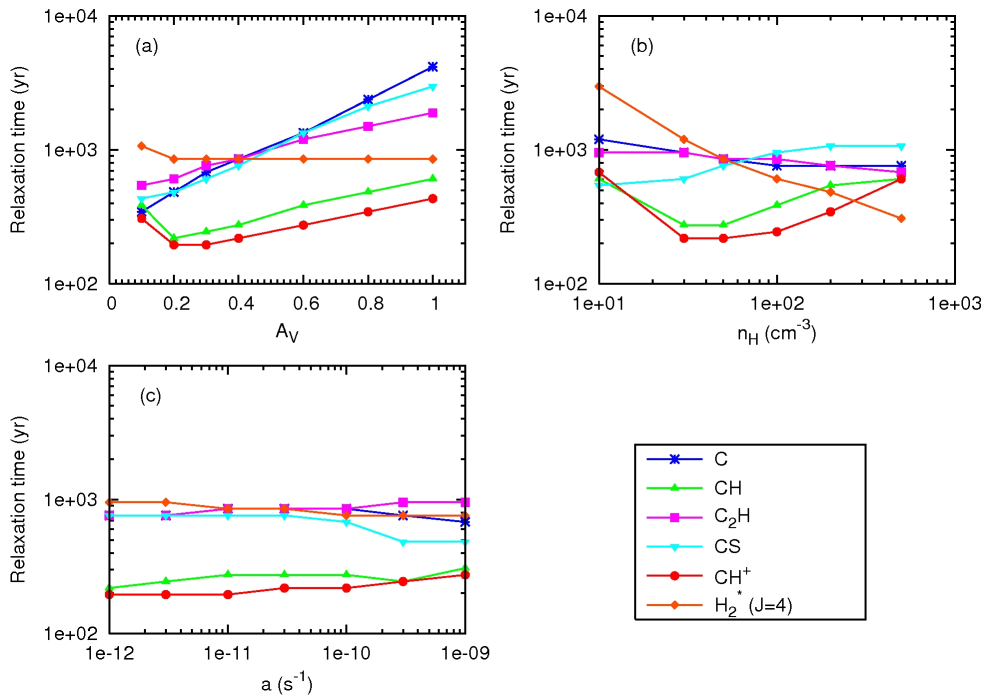 (a)
Relaxation time (yr)
1e+04
1e+03
1e+02
0 0.2 0.4 0.6 0.8 1
A_V
(b)
Relaxation time (yr)
1e+04
1e+03
1e+02
1e+01 1e+02 1e+03
n_H (cm⁻³)
(c)
Relaxation time (yr)
1e+04
1e+03
1e+02
1e-12 1e-11 1e-10 1e-09
a (s⁻¹)
C
CH
C₂H
CS
CH⁺
H₂* (J=4)